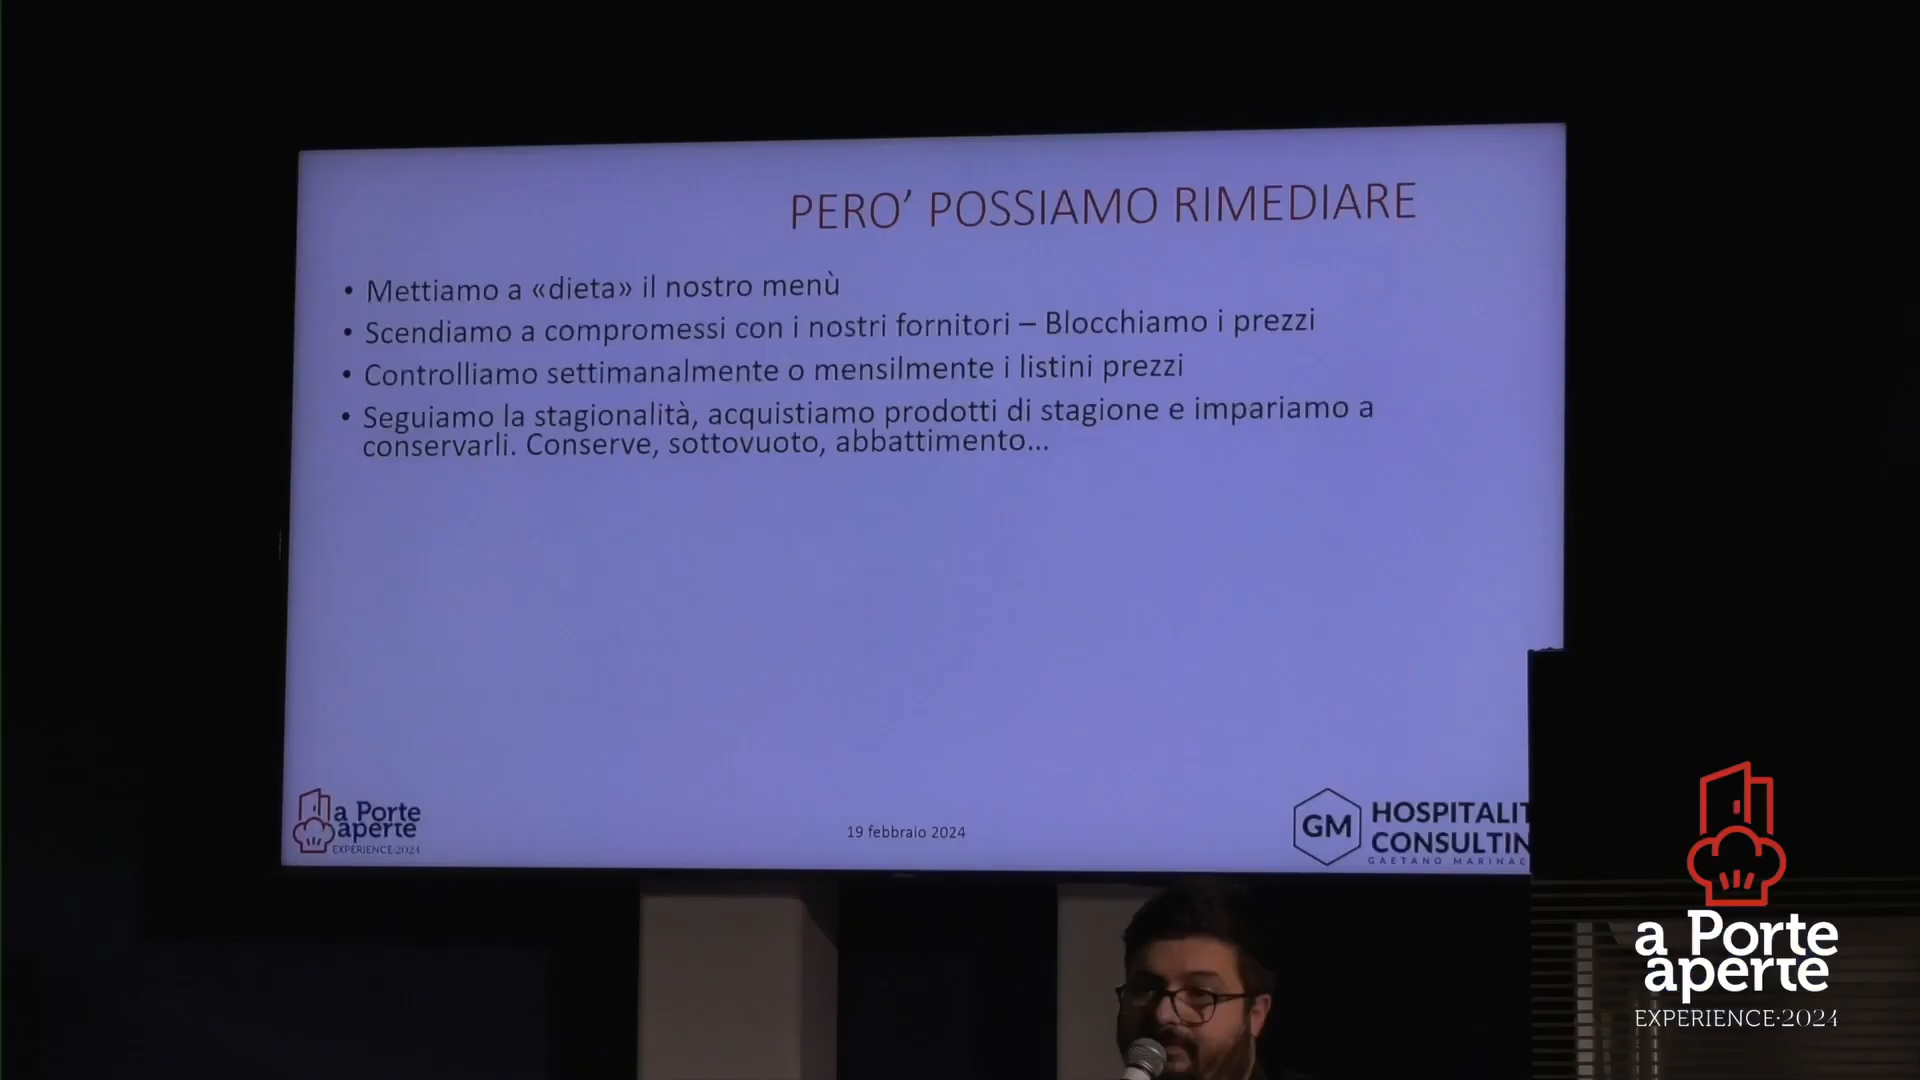 PERO’ POSSIAMO RIMEDIARE
• Mettiamo a «dieta» il nostro menù
• Scendiamo a compromessi con i nostri fornitori – Blocchiamo i prezzi
• Controlliamo settimanalmente o mensilmente i listini prezzi
• Seguiamo la stagionalità, acquistiamo prodotti di stagione e impariamo a
conservarli. Conserve, sottovuoto, abbattimento...
a Porte
aperte
EXPERIENCE·2024
19 febbraio 2024
GM
HOSPITALIT
CONSULTIN
GAETANO MARINAC
a Porte
aperte
EXPERIENCE·2024